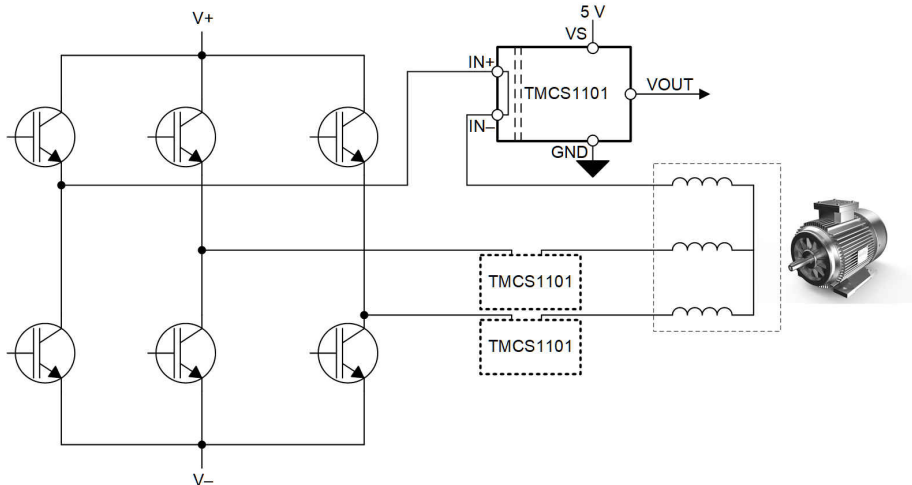 V+
5 V
VS
IN+
TMCS1101
VOUT
IN–
GND
TMCS1101
TMCS1101
V–